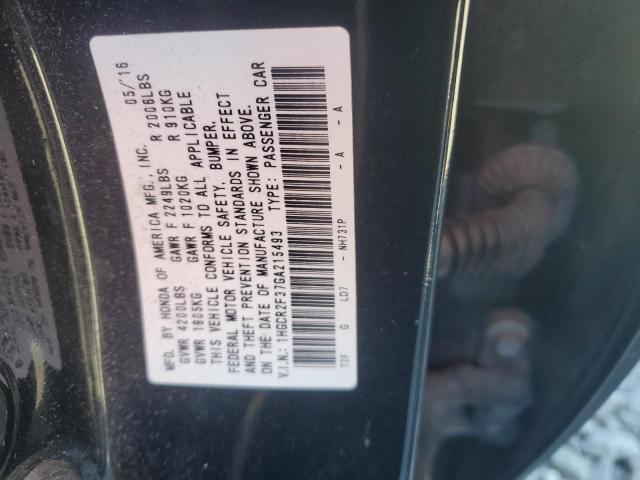 MFD. BY HONDA OF AMERICA MFG., INC. 05/'16
GVWR 4200LBS GAWR F 2249LBS R 2006LBS
GVWR 1905KG GAWR F 1020KG R 910KG
THIS VEHICLE CONFORMS TO ALL APPLICABLE
FEDERAL MOTOR VEHICLE SAFETY, BUMPER,
AND THEFT PREVENTION STANDARDS IN EFFECT
ON THE DATE OF MANUFACTURE SHOWN ABOVE.
V.I.N.: 1HGCR2F37GA215493 TYPE: PASSENGER CAR
T2F G LD7 - NH731P - A - A